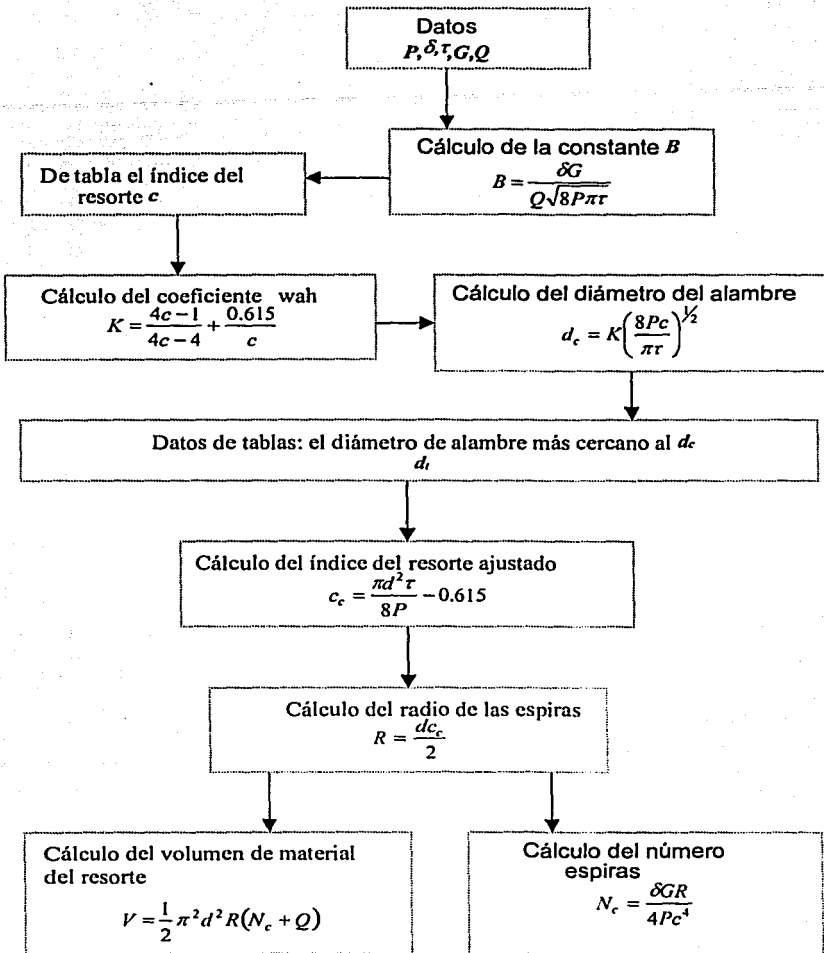 Datos
P,δ,τ,G,Q
Cálculo de la constante B
B = δG / Q√8Pπτ
De tabla el índice del
resorte c
Cálculo del coeficiente wah
K = (4c−1)/(4c−4) + 0.615/c
Cálculo del diámetro del alambre
d_c = K(8Pc/πτ)^½
Datos de tablas: el diámetro de alambre más cercano al d_c
d_t
Cálculo del índice del resorte ajustado
c_c = πd²τ/8P − 0.615
Cálculo del radio de las espiras
R = dc_c/2
Cálculo del volumen de material
del resorte
V = ½ π²d²R(N_c + Q)
Cálculo del número
espiras
N_c = δGR/4Pc⁴